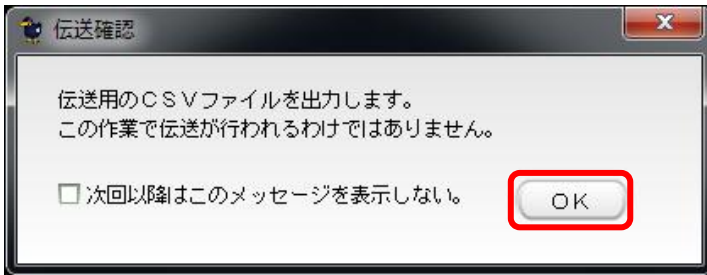 伝送確認
伝送用のＣＳＶファイルを出力します。
この作業で伝送が行われるわけではありません。
次回以降はこのメッセージを表示しない。
ＯＫ